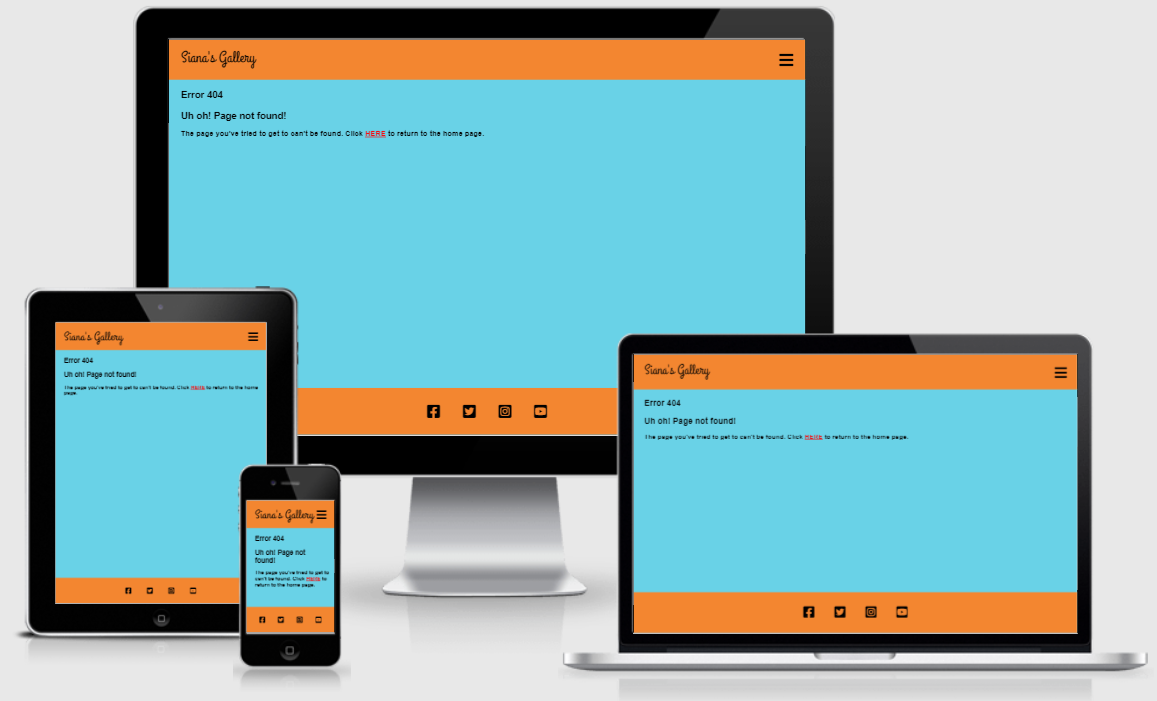 Siana's Gallery
Error 404
Uh oh! Page not found!
The page you've tried to get to can't be found. Click HERE to return to the home page.
Siana's Gallery
Error 404
Uh oh! Page not found!
The page you've tried to get to can't be found. Click HERE to return to the home
page.
Siana's Gallery
Error 404
Uh oh! Page not
found!
The page you've tried to get to
can't be found. Click HERE to
return to the home page.
Siana's Gallery
Error 404
Uh oh! Page not found!
The page you've tried to get to can't be found. Click HERE to return to the home page.